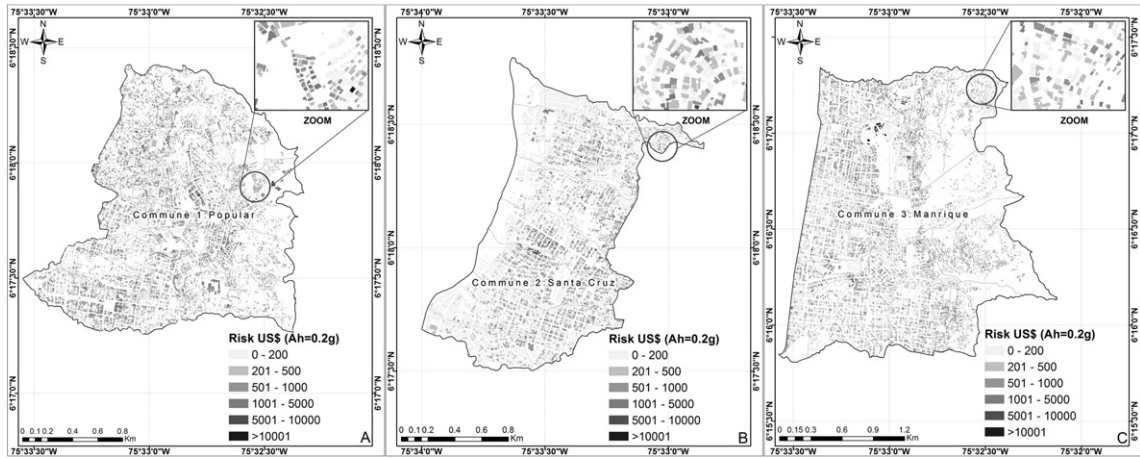 75°33'30"W 75°33'0"W 75°32'30"W
N
W E
S
6°18'30"N
6°18'0"N
6°17'30"N
6°17'0"N
ZOOM
Commune 1.Popular
Risk US$ (Ah=0.2g)
0 - 200
201 - 500
501 - 1000
1001 - 5000
5001 - 10000
>10001
0 0.1 0.2 0.4 0.6 0.8
Km
A
75°33'30"W 75°33'0"W 75°32'30"W
75°34'0"W 75°33'30"W 75°33'0"W
N
W E
S
6°18'30"N
6°18'0"N
6°17'30"N
ZOOM
Commune 2.Santa Cruz
Risk US$ (Ah=0.2g)
0 - 200
201 - 500
501 - 1000
1001 - 5000
5001 - 10000
>10001
0 0.1 0.2 0.4 0.6 0.8
Km
B
75°34'0"W 75°33'30"W 75°33'0"W
75°33'30"W 75°33'0"W 75°32'30"W 75°32'0"W
N
W E
S
6°17'30"N
6°17'0"N
6°16'30"N
6°16'0"N
6°15'30"N
ZOOM
Commune 3.Manrique
Risk US$ (Ah=0.2g)
0 - 200
201 - 500
501 - 1000
1001 - 5000
5001 - 10000
>10001
0 0.15 0.3 0.6 0.9 1.2
Km
C
75°33'30"W 75°33'0"W 75°32'30"W 75°32'0"W